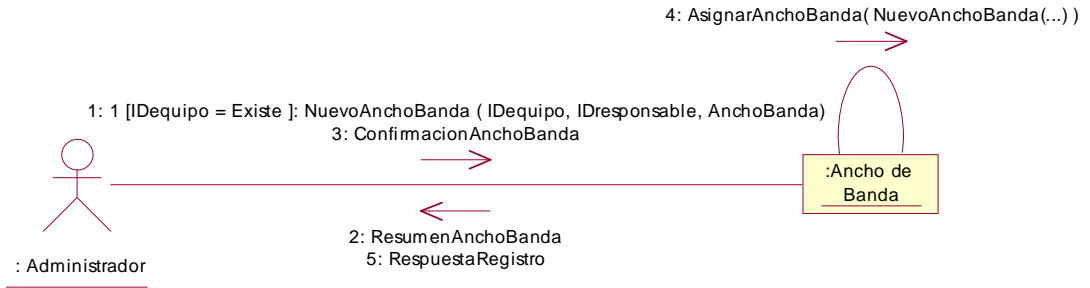 4: AsignarAnchoBanda( NuevoAnchoBanda(...) )
1: 1 [IDequipo = Existe ]: NuevoAnchoBanda ( IDequipo, IDresponsable, AnchoBanda)
3: ConfirmacionAnchoBanda
:Ancho de
Banda
2: ResumenAnchoBanda
5: RespuestaRegistro
: Administrador